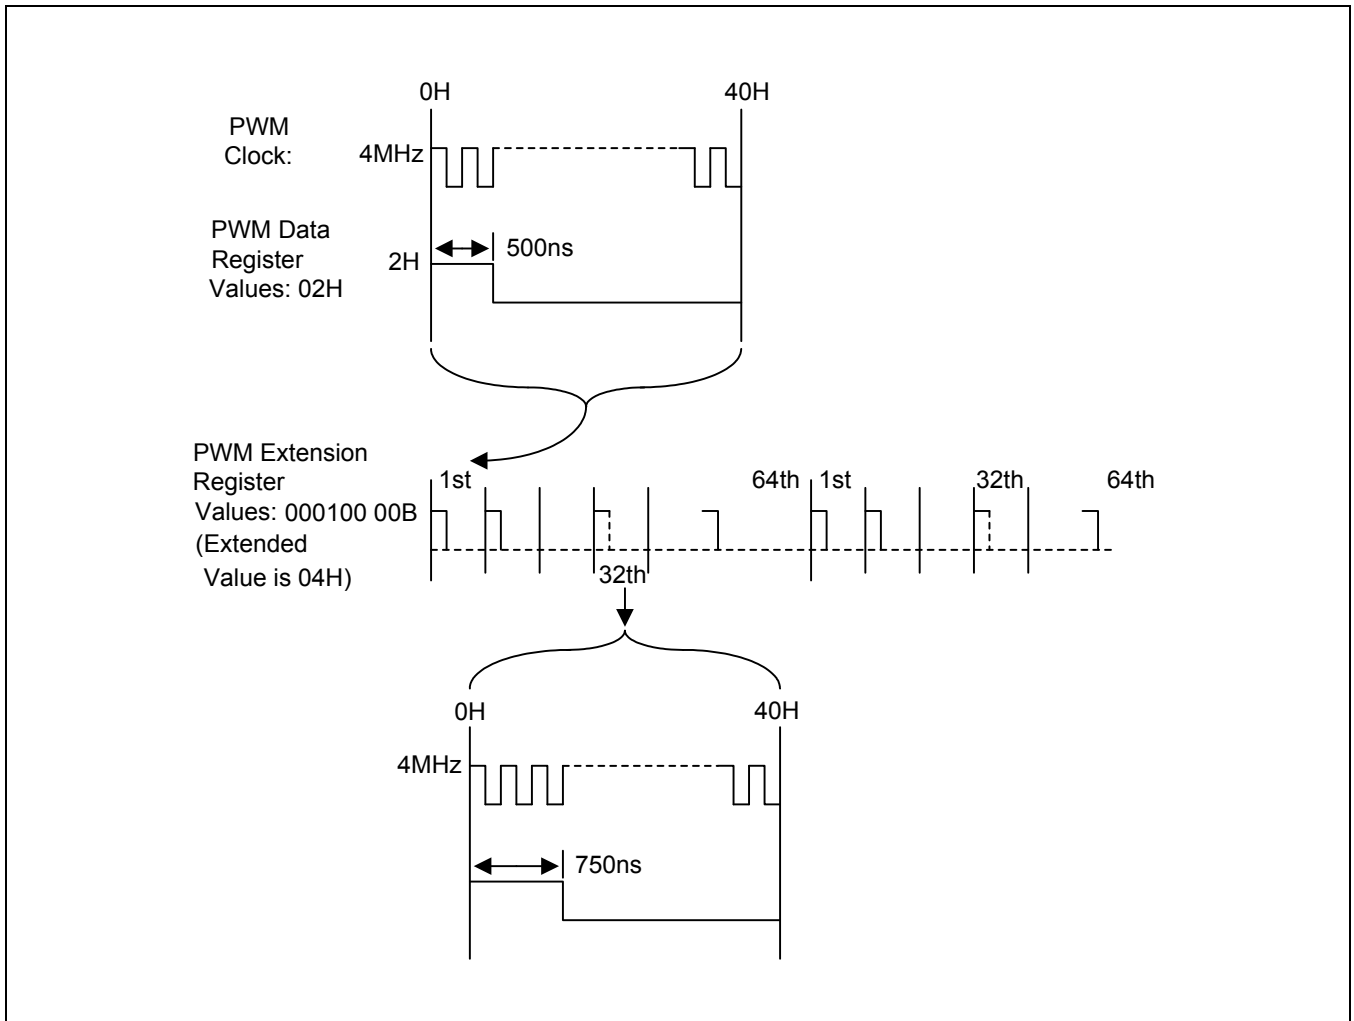 0H 40H
PWM
Clock: 4MHz
PWM Data
Register 2H 500ns
Values: 02H
PWM Extension
Register 1st 64th 1st 32th 64th
Values: 000100 00B
(Extended
Value is 04H) 32th
0H 40H
4MHz
750ns